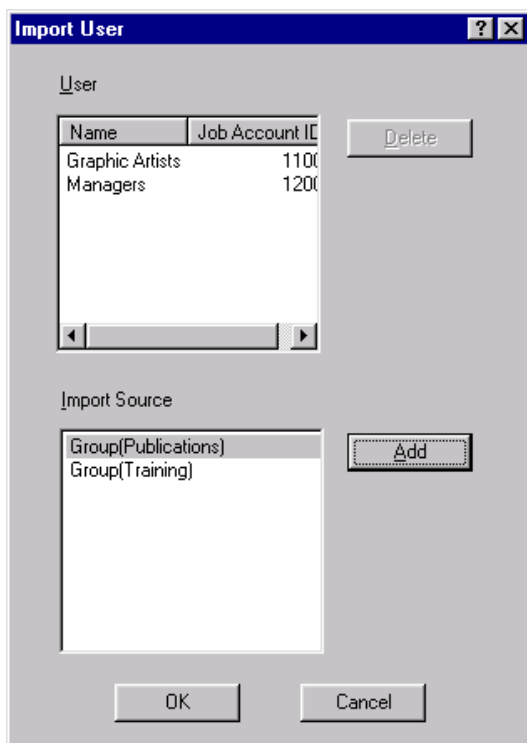 Import User
User
Name Job Account ID
Graphic Artists 1100
Managers 1200
Delete
Import Source
Group(Publications)
Group(Training)
Add
OK Cancel